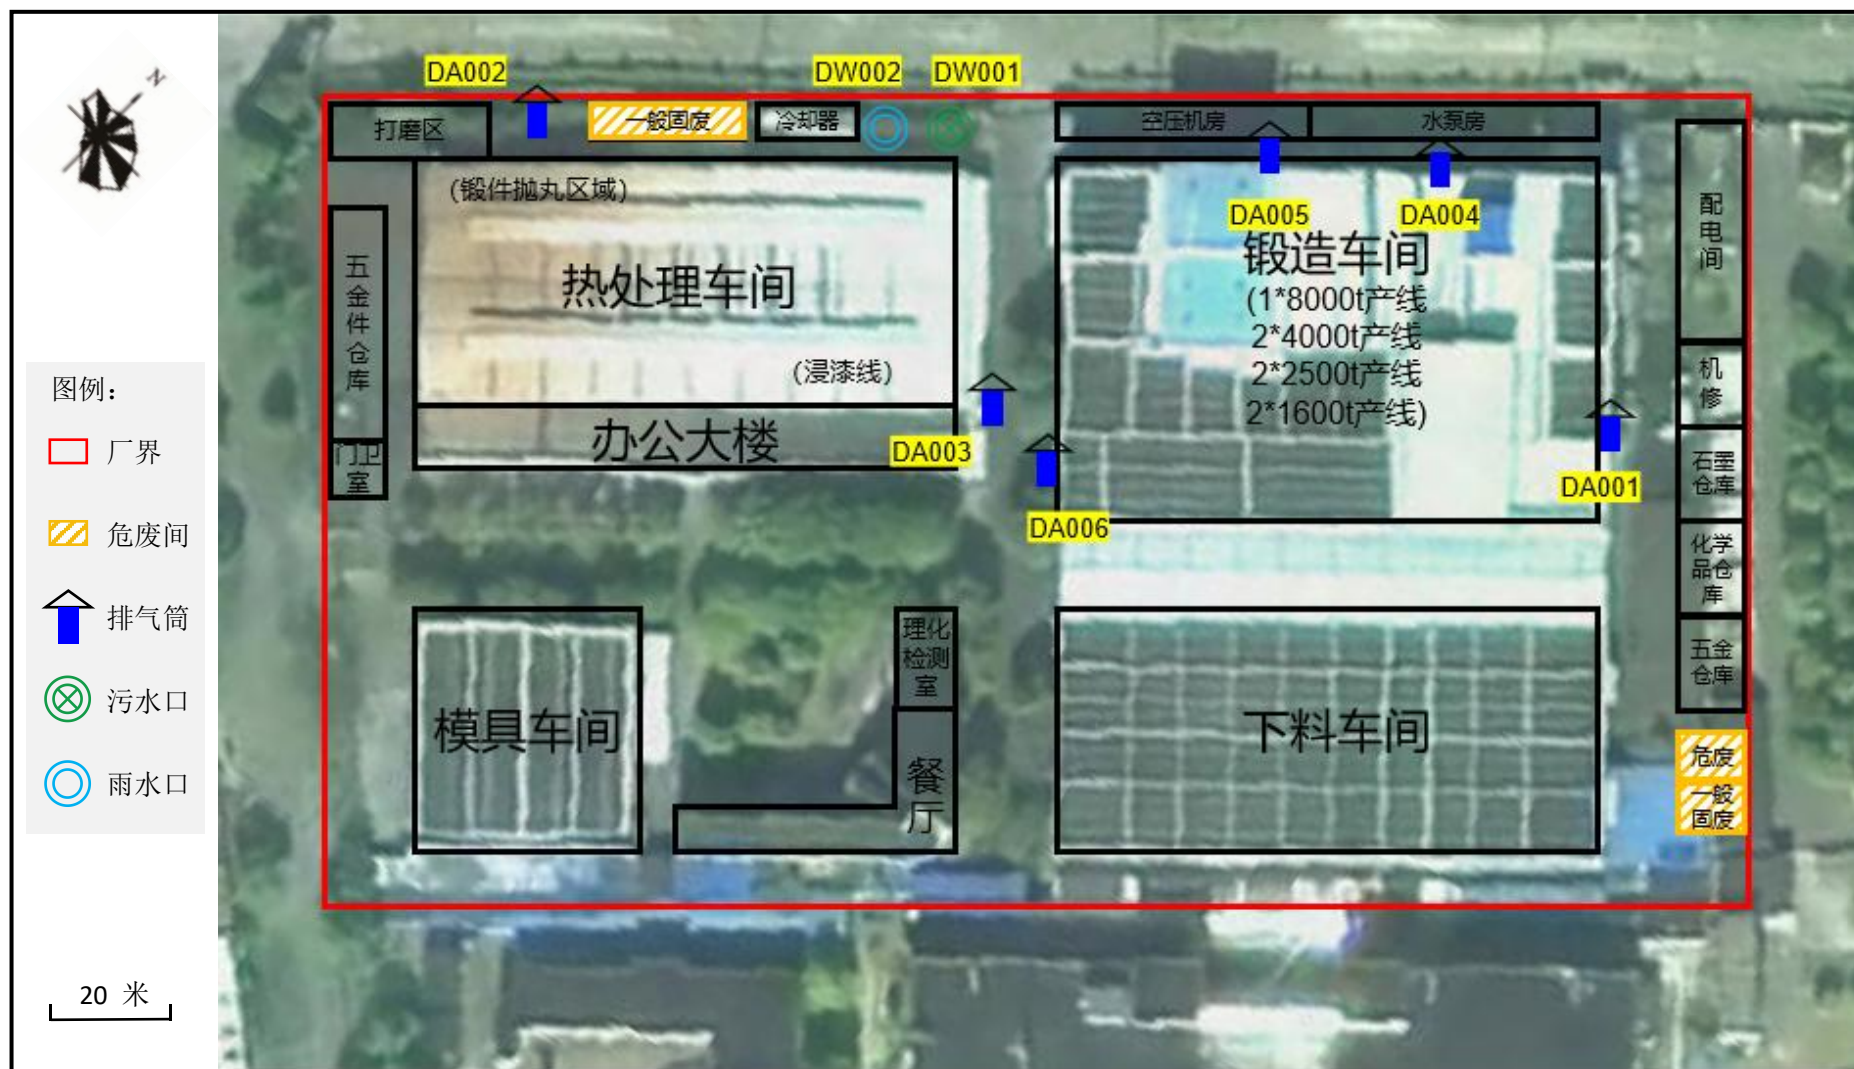 N
图例：
厂界
危废间
排气筒
污水口
雨水口
20 米
DA002
DW002
DW001
打磨区
一般固废
冷却器
空压机房
水泵房
(锻件抛丸区域)
热处理车间
(浸漆线)
办公大楼
五
金
件
仓
库
门卫
室
DA003
DA005
DA004
锻造车间
(1*8000t产线
2*4000t产线
2*2500t产线
2*1600t产线)
DA006
DA001
配
电
间
机
修
石墨
仓库
化学
品仓
库
五金
仓库
危废
一般
固废
模具车间
理化
检测
室
餐
厅
下料车间